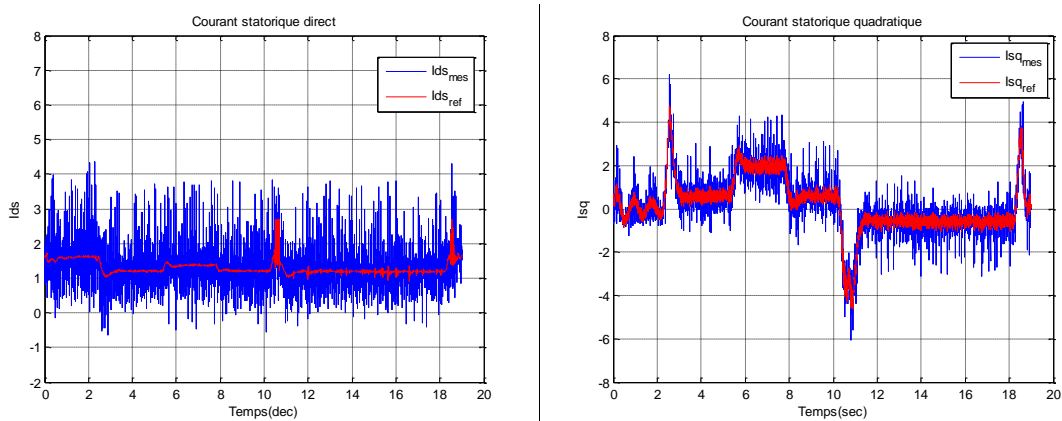 Courant statorique direct
8
7
6
5
4
3
2
1
0
-1
-2
Ids
Ids_mes
Ids_ref
0 2 4 6 8 10 12 14 16 18 20
Temps(dec)
Courant statorique quadratique
8
6
4
2
0
-2
-4
-6
-8
Isq
Isq_mes
Isq_ref
0 2 4 6 8 10 12 14 16 18 20
Temps(sec)